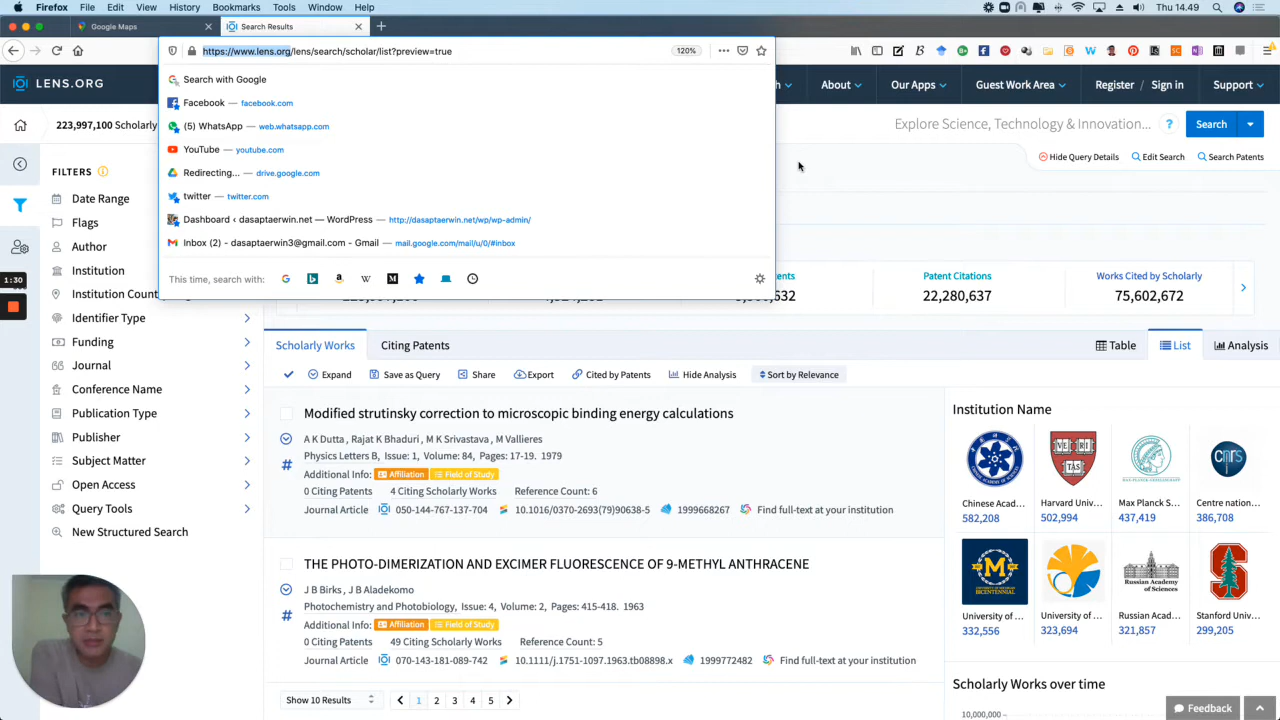 Firefox File Edit View History Bookmarks Tools Window Help
Thu 14.49
Google Maps
Search Results
https://www.lens.org/lens/search/scholar/list?preview=true
120%
Search with Google
Facebook — facebook.com
(5) WhatsApp — web.whatsapp.com
YouTube — youtube.com
Redirecting... — drive.google.com
twitter — twitter.com
Dashboard ‹ dasaptaerwin.net — WordPress — http://dasaptaerwin.net/wp/wp-admin/
Inbox (2) - dasaptaerwin3@gmail.com - Gmail — mail.google.com/mail/u/0/#inbox
This time, search with:
LENS.ORG
About
Our Apps
Guest Work Area
Register
Sign in
Support
223,997,100 Scholarly
Explore Science, Technology & Innovation...
Search
Hide Query Details
Edit Search
Search Patents
FILTERS
Date Range
Flags
Author
Institution
Institution Count
Identifier Type
Funding
Journal
Conference Name
Publication Type
Publisher
Subject Matter
Open Access
Query Tools
New Structured Search
1:30
Patent Citations
22,280,637
Works Cited by Scholarly
75,602,672
Scholarly Works
Citing Patents
Table
List
Analysis
Expand
Save as Query
Share
Export
Cited by Patents
Hide Analysis
Sort by Relevance
Modified strutinsky correction to microscopic binding energy calculations
A K Dutta , Rajat K Bhaduri , M K Srivastava , M Vallieres
Physics Letters B, Issue: 1, Volume: 84, Pages: 17-19. 1979
Additional Info: Affiliation Field of Study
0 Citing Patents 4 Citing Scholarly Works Reference Count: 6
Journal Article 050-144-767-137-704 10.1016/0370-2693(79)90638-5 1999668267 Find full-text at your institution
THE PHOTO-DIMERIZATION AND EXCIMER FLUORESCENCE OF 9-METHYL ANTHRACENE
J B Birks , J B Aladekomo
Photochemistry and Photobiology, Issue: 4, Volume: 2, Pages: 415-418. 1963
Additional Info: Affiliation Field of Study
0 Citing Patents 49 Citing Scholarly Works Reference Count: 5
Journal Article 070-143-181-089-742 10.1111/j.1751-1097.1963.tb08898.x 1999772482 Find full-text at your institution
Show 10 Results
1 2 3 4 5
Institution Name
VE RI TAS
CNRS
Chinese Acad...
582,208
Harvard Univ...
502,994
Max Planck S...
437,419
Centre nation...
386,708
University of ...
332,556
University of ...
323,694
Russian Acad...
321,857
Stanford Univ...
299,205
Scholarly Works over time
10,000,000
Feedback